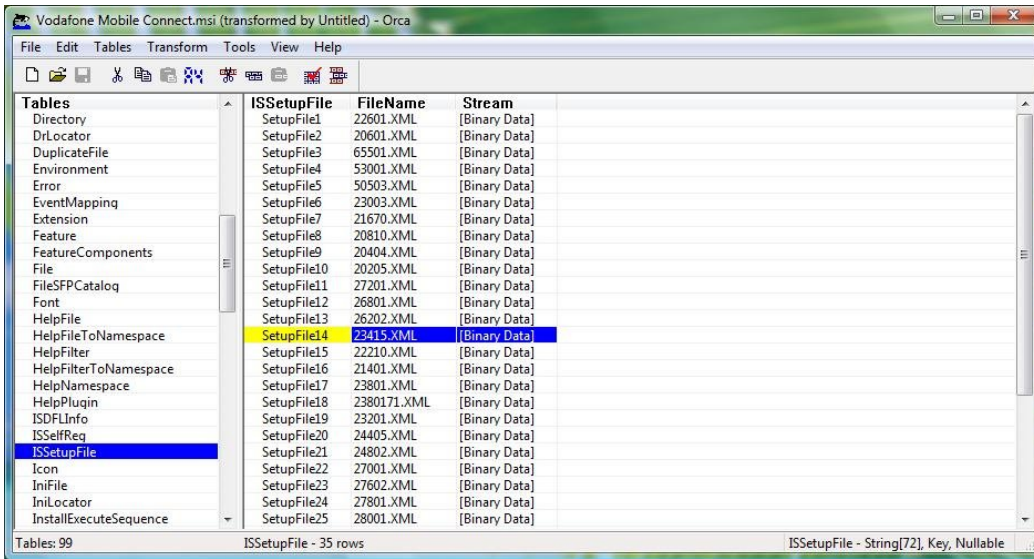 Vodafone Mobile Connect.msi (transformed by Untitled) - Orca
File Edit Tables Transform Tools View Help
Tables
Directory
DrLocator
DuplicateFile
Environment
Error
EventMapping
Extension
Feature
FeatureComponents
File
FileSFPCatalog
Font
HelpFile
HelpFileToNamespace
HelpFilter
HelpFilterToNamespace
HelpNamespace
HelpPlugin
ISDFLInfo
ISSelfReg
ISSetupFile
Icon
IniFile
IniLocator
InstallExecuteSequence
ISSetupFile FileName Stream
SetupFile1 22601.XML [Binary Data]
SetupFile2 20601.XML [Binary Data]
SetupFile3 65501.XML [Binary Data]
SetupFile4 53001.XML [Binary Data]
SetupFile5 50503.XML [Binary Data]
SetupFile6 23003.XML [Binary Data]
SetupFile7 21670.XML [Binary Data]
SetupFile8 20810.XML [Binary Data]
SetupFile9 20404.XML [Binary Data]
SetupFile10 20205.XML [Binary Data]
SetupFile11 27201.XML [Binary Data]
SetupFile12 26801.XML [Binary Data]
SetupFile13 26202.XML [Binary Data]
SetupFile14 23415.XML [Binary Data]
SetupFile15 22210.XML [Binary Data]
SetupFile16 21401.XML [Binary Data]
SetupFile17 23801.XML [Binary Data]
SetupFile18 2380171.XML [Binary Data]
SetupFile19 23201.XML [Binary Data]
SetupFile20 24405.XML [Binary Data]
SetupFile21 24802.XML [Binary Data]
SetupFile22 27001.XML [Binary Data]
SetupFile23 27602.XML [Binary Data]
SetupFile24 27801.XML [Binary Data]
SetupFile25 28001.XML [Binary Data]
Tables: 99
ISSetupFile - 35 rows
ISSetupFile - String[72], Key, Nullable